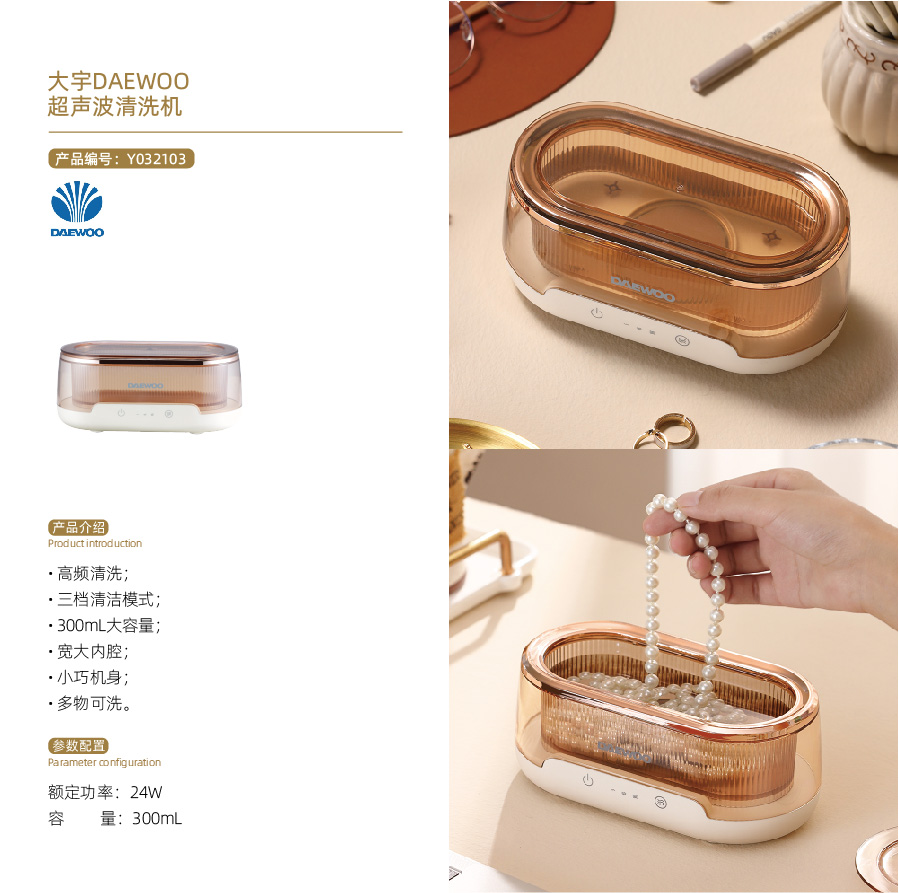 大宇DAEWOO
超声波清洗机
产品编号：Y032103
DAEWOO
DAEWOO
产品介绍
Product introduction
• 高频清洗；
• 三档清洁模式；
• 300mL大容量；
• 宽大内腔；
• 小巧机身；
• 多物可洗。
参数配置
Parameter configuration
额定功率：24W
容 量：300mL
DAEWOO